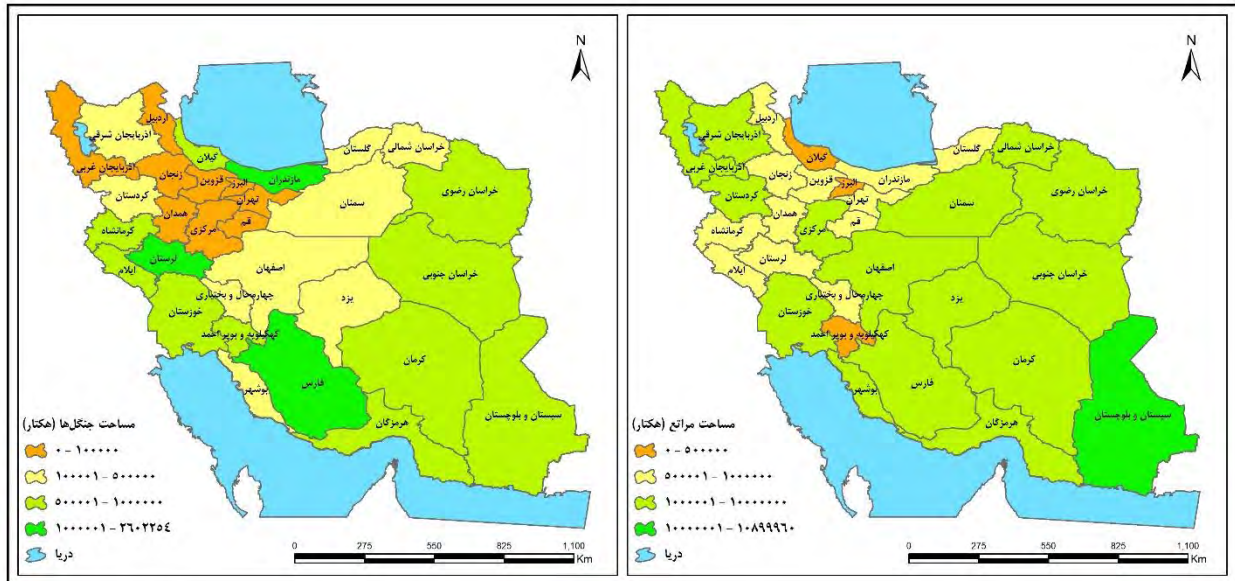 N
اردبیل
آذربایجان شرقی
آذربایجان غربی
گیلان
زنجان
قزوین
البرز
تهران
مازندران
گلستان
خراسان شمالی
خراسان رضوی
سمنان
کردستان
همدان
مرکزی
قم
کرمانشاه
لرستان
ایلام
اصفهان
خراسان جنوبی
چهارمحال و بختیاری
یزد
خوزستان
کهگیلویه و بویر احمد
فارس
کرمان
بوشهر
هرمزگان
سیستان و بلوچستان
مساحت جنگل‌ها (هکتار)
۰ - ۱۰۰۰۰۰
۱۰۰۰۰۱ - ۵۰۰۰۰۰
۵۰۰۰۰۱ - ۱۰۰۰۰۰۰
۱۰۰۰۰۰۱ - ۲۶۰۲۲۵۴
دریا
0 275 550 825 1,100
Km
N
اردبیل
آذربایجان شرقی
آذربایجان غربی
گیلان
زنجان
قزوین
البرز
تهران
مازندران
گلستان
خراسان شمالی
خراسان رضوی
سمنان
کردستان
همدان
مرکزی
قم
کرمانشاه
لرستان
ایلام
اصفهان
خراسان جنوبی
چهارمحال و بختیاری
یزد
خوزستان
کهگیلویه و بویر احمد
فارس
کرمان
بوشهر
هرمزگان
سیستان و بلوچستان
مساحت مراتع (هکتار)
۰ - ۵۰۰۰۰۰
۵۰۰۰۰۱ - ۱۰۰۰۰۰۰
۱۰۰۰۰۰۱ - ۱۰۰۰۰۰۰۰
۱۰۰۰۰۰۰۱ - ۱۰۸۹۹۹۶۰
دریا
0 275 550 825 1,100
Km